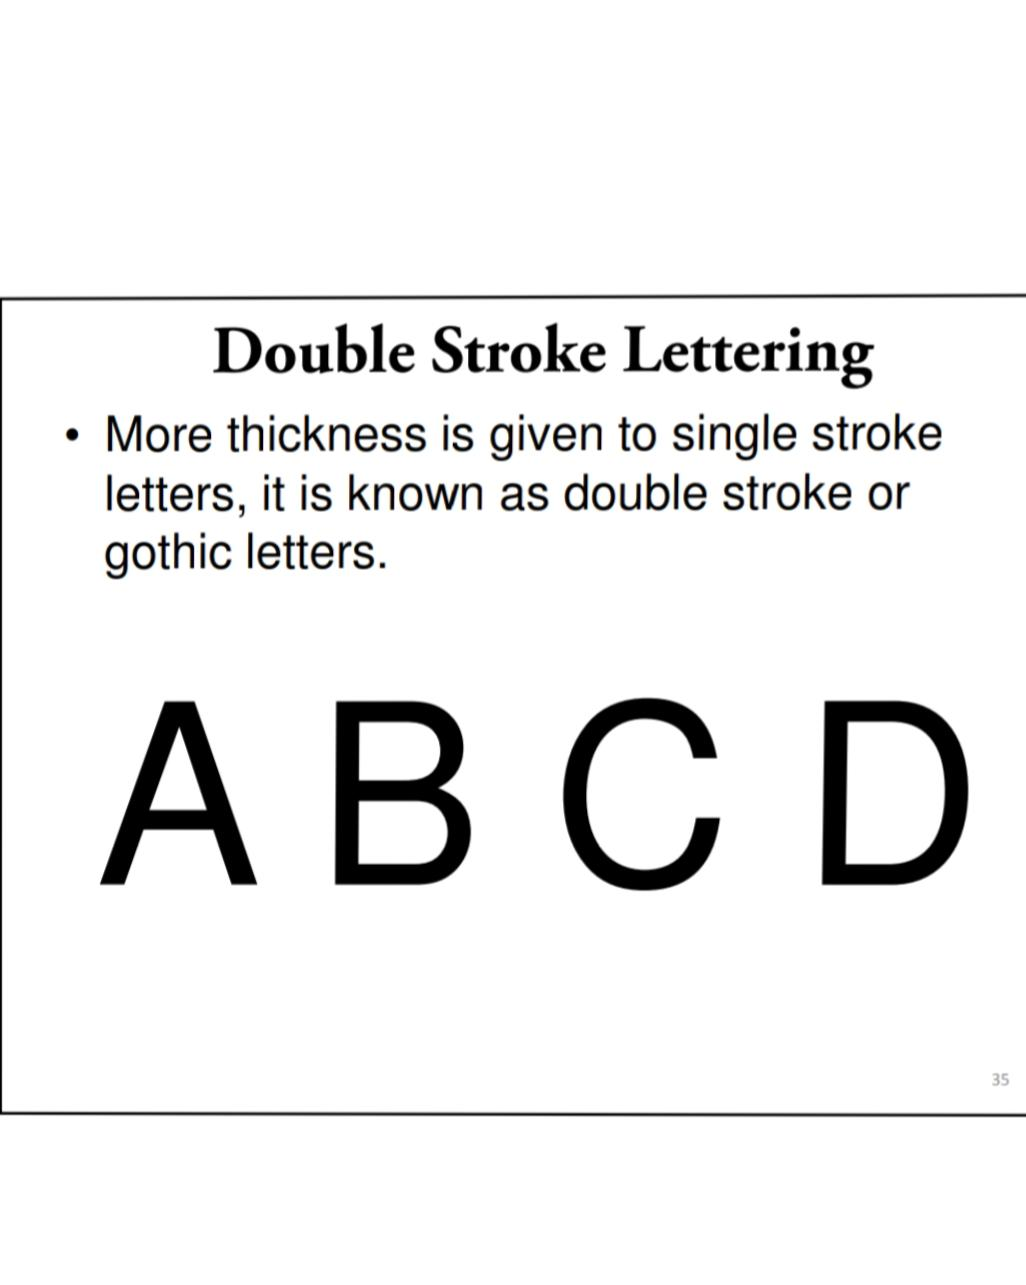 Double Stroke Lettering
• More thickness is given to single stroke
letters, it is known as double stroke or
gothic letters.
A B C D
35